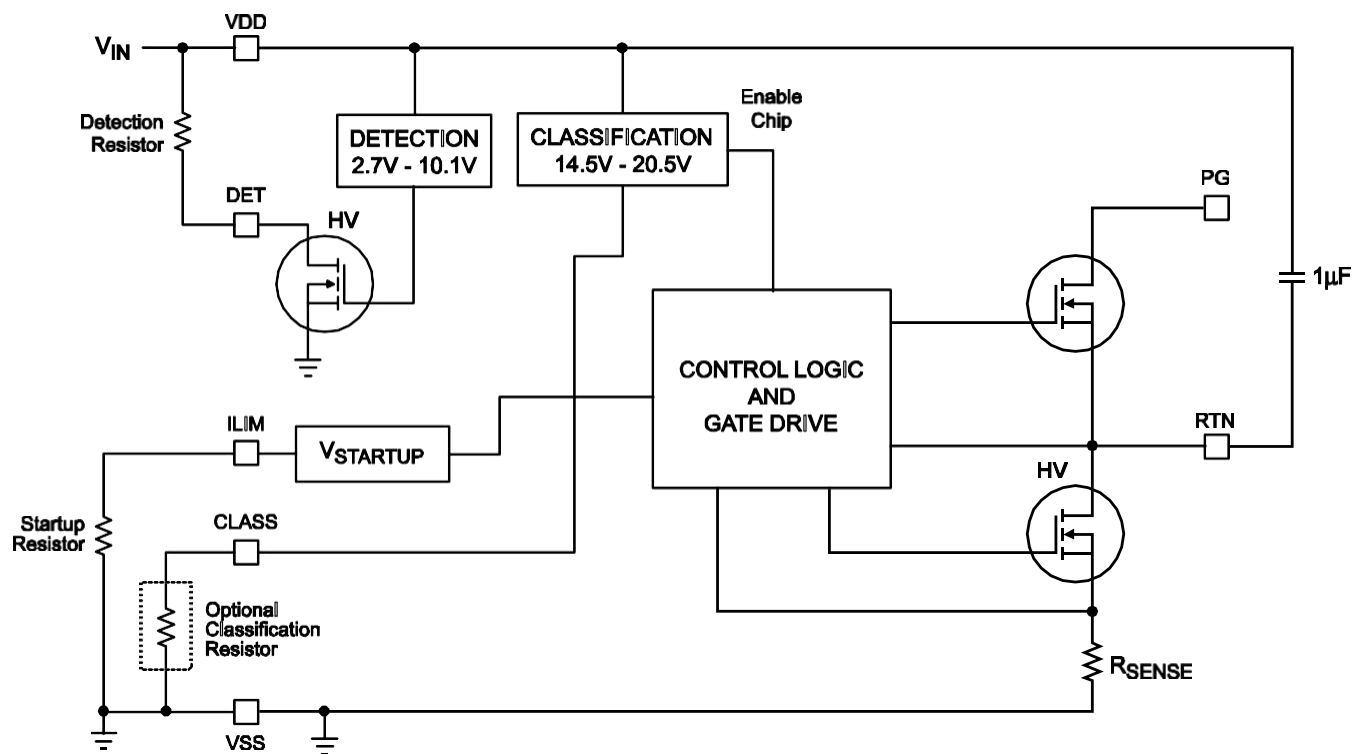 VDD
VIN
Detection
Resistor
DETECTION
2.7V - 10.1V
CLASSIFICATION
14.5V - 20.5V
Enable
Chip
PG
DET
HV
1µF
CONTROL LOGIC
AND
GATE DRIVE
ILIM
VSTARTUP
RTN
HV
Startup
Resistor
CLASS
Optional
Classification
Resistor
RSENSE
VSS